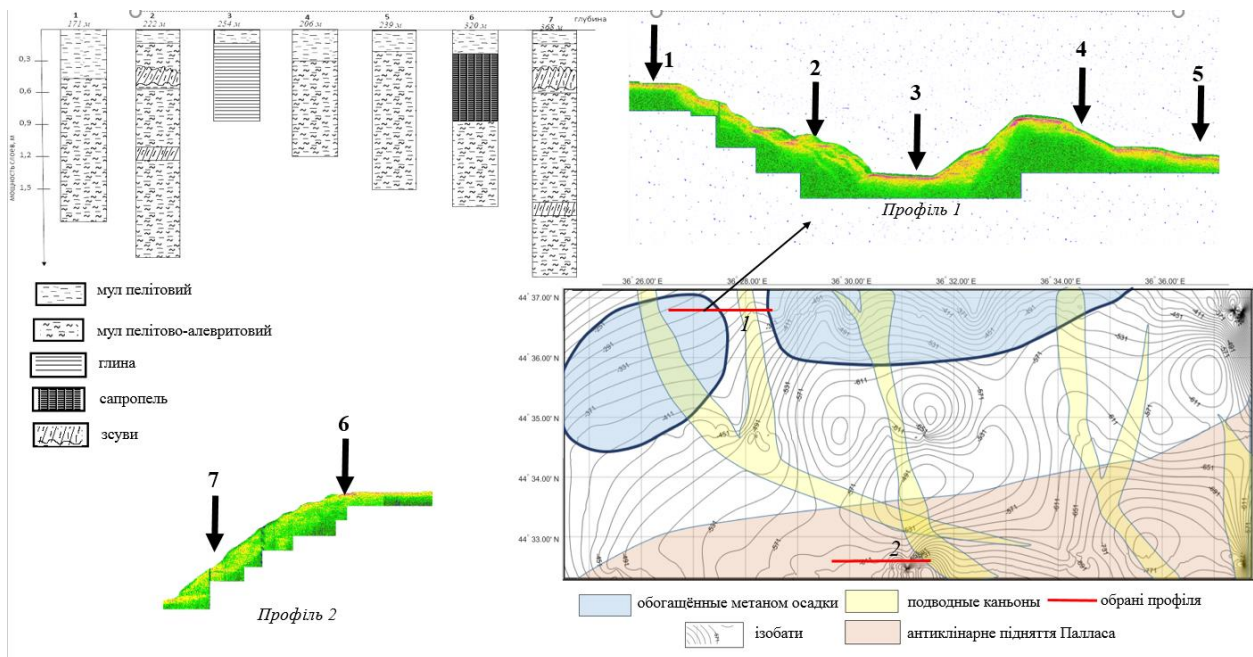 1 2 3 4 5 6 7
171 м 222 м 254 м 206 м 239 м 320 м 368 м глубина
0,3
0,6
0,9
1,2
1,5
мощность слоев, м
мул пелітовий
мул пелітово-алевритовий
глина
сапропель
зсуви
1
2
3
4
5
Профіль 1
7
6
Профіль 2
36° 26.00' E 36° 28.00' E 36° 30.00' E 36° 32.00' E 36° 34.00' E 36° 36.00' E
44° 37.00' N
44° 36.00' N
44° 35.00' N
44° 34.00' N
44° 33.00' N
1
2
обогащённые метаном осадки
подводные каньоны
обрані профіля
ізобати
антиклінарне підняття Палласа